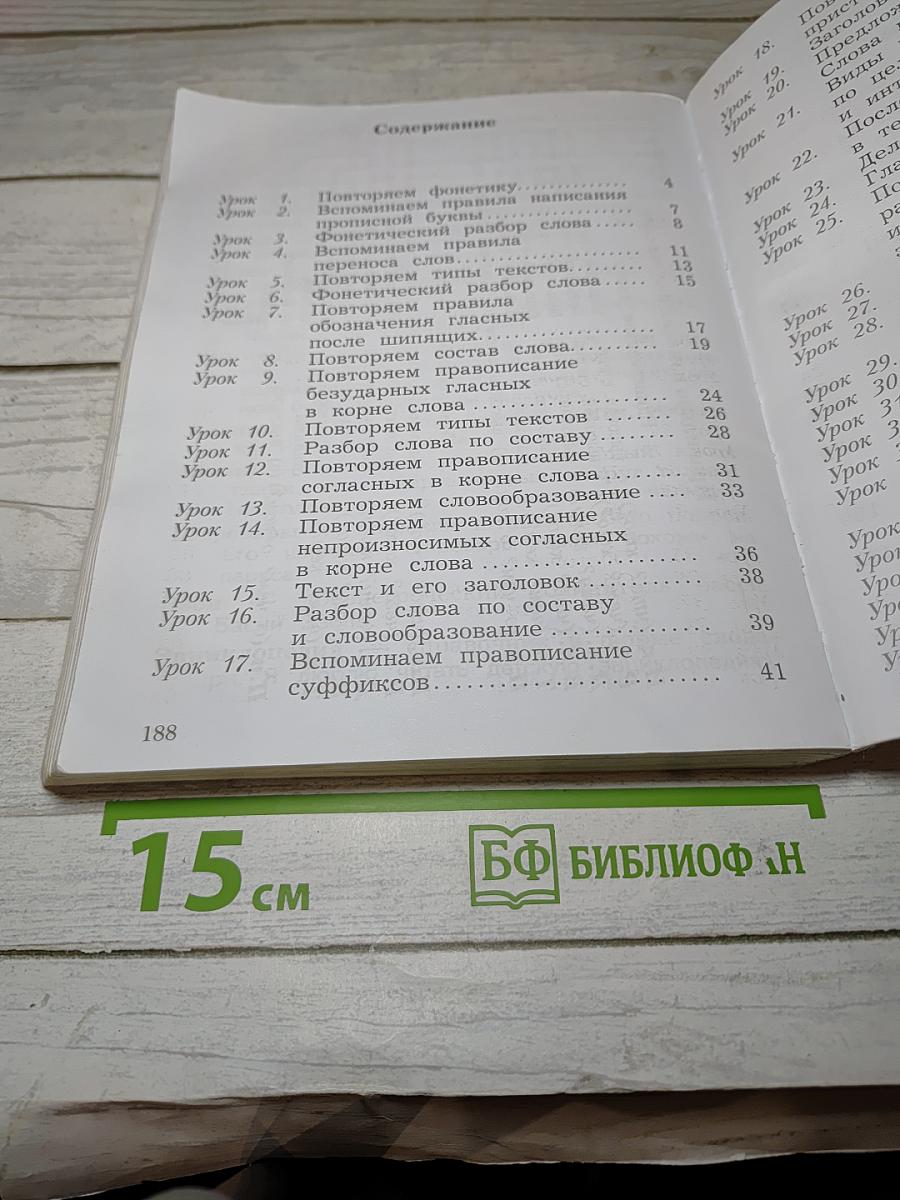 Содержание
Урок 1. Повторяем фонетику.............. 4
Урок 2. Вспоминаем правила написания
прописной буквы.................. 7
Урок 3. Фонетический разбор слова..... 8
Урок 4. Вспоминаем правила
переноса слов...................... 11
Урок 5. Повторяем типы текстов......... 13
Урок 6. Фонетический разбор слова..... 15
Урок 7. Повторяем правила
обозначения гласных
после шипящих..................... 17
Урок 8. Повторяем состав слова.......... 19
Урок 9. Повторяем правописание
безударных гласных
в корне слова ..................... 24
Урок 10. Повторяем типы текстов ....... 26
Урок 11. Разбор слова по составу ........ 28
Урок 12. Повторяем правописание
согласных в корне слова ........ 31
Урок 13. Повторяем словообразование .... 33
Урок 14. Повторяем правописание
непроизносимых согласных
в корне слова ...................... 36
Урок 15. Текст и его заголовок ........... 38
Урок 16. Разбор слова по составу
и словообразование ............... 39
Урок 17. Вспоминаем правописание
суффиксов........................... 41
188
Урок 18.
Урок 19.
Урок 20. Слова
Виды
по
Урок 21. и
в
Урок 22.
Урок 23.
Урок 24.
Урок 25.
Урок 26.
Урок 27.
Урок 28.
Урок 29.
Урок 30
Урок
Урок
Урок
Урок
Урок
15 см
БФ БИБЛИОФ Н